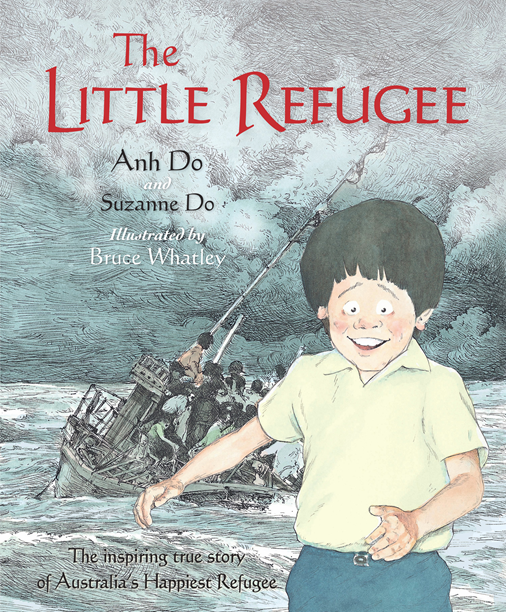 The
Little Refugee
Anh Do
and
Suzanne Do
Illustrated by
Bruce Whatley
The inspiring true story
of Australia's Happiest Refugee